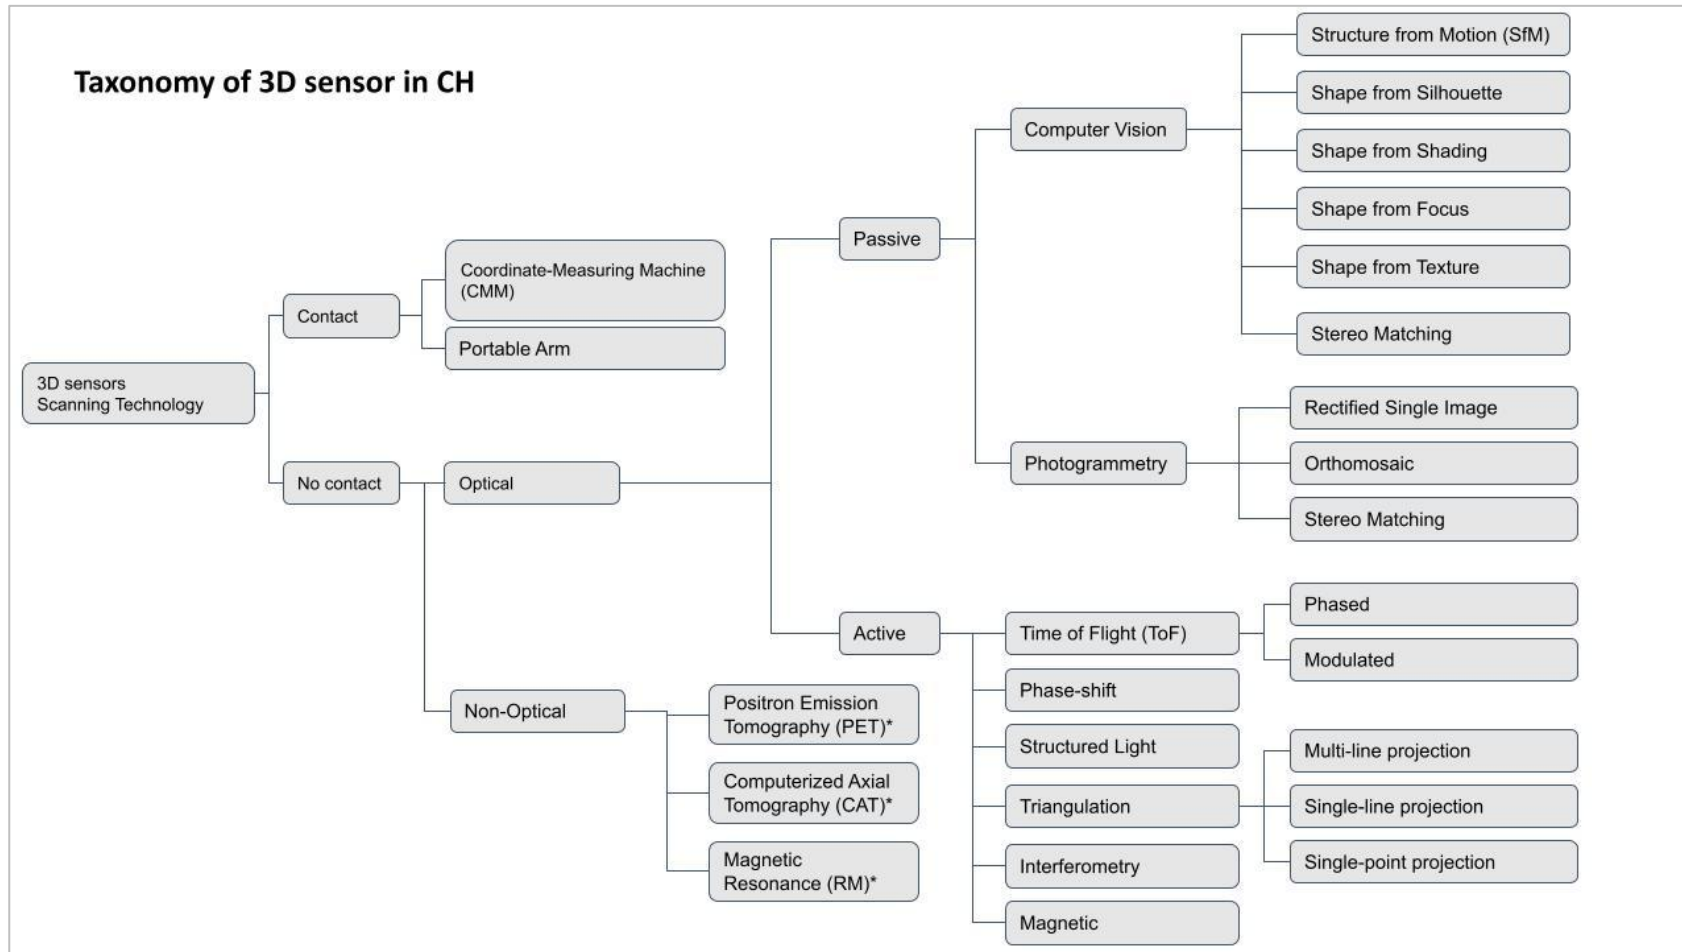 Taxonomy of 3D sensor in CH
3D sensors
Scanning Technology
Contact
Coordinate-Measuring Machine
(CMM)
Portable Arm
No contact
Optical
Passive
Computer Vision
Structure from Motion (SfM)
Shape from Silhouette
Shape from Shading
Shape from Focus
Shape from Texture
Stereo Matching
Photogrammetry
Rectified Single Image
Orthomosaic
Stereo Matching
Active
Time of Flight (ToF)
Phased
Modulated
Phase-shift
Structured Light
Triangulation
Multi-line projection
Single-line projection
Single-point projection
Interferometry
Magnetic
Non-Optical
Positron Emission
Tomography (PET)*
Computerized Axial
Tomography (CAT)*
Magnetic
Resonance (RM)*